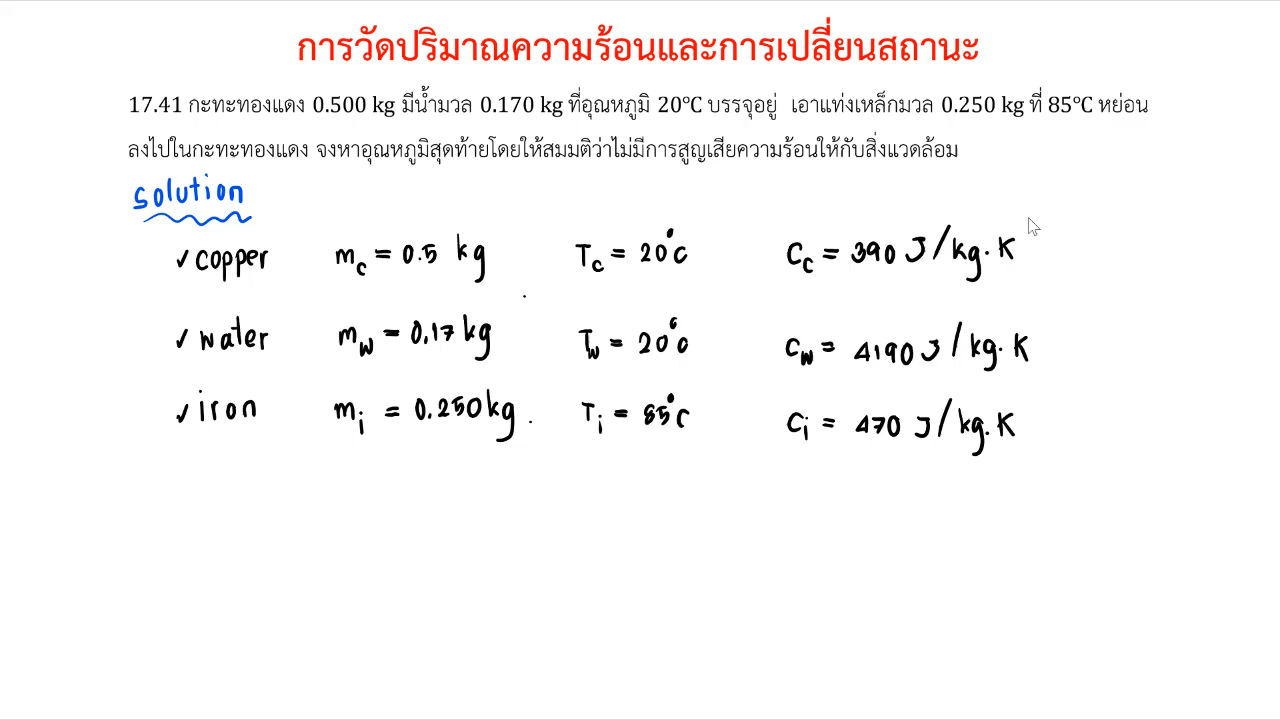 การวัดปริมาณความร้อนและการเปลี่ยนสถานะ
17.41 กะทะทองแดง 0.500 kg มีน้ำมวล 0.170 kg ที่อุณหภูมิ 20°C บรรจุอยู่ เอาแท่งเหล็กมวล 0.250 kg ที่ 85°C หย่อน
ลงไปในกะทะทองแดง จงหาอุณหภูมิสุดท้ายโดยให้สมมติว่าไม่มีการสูญเสียความร้อนให้กับสิ่งแวดล้อม
solution
✓ copper m_c = 0.5 kg T_c = 20°C C_c = 390 J/kg·K
✓ water m_w = 0.17 kg T_w = 20°C C_w = 4190 J/kg·K
✓ iron m_i = 0.250 kg T_i = 85°C C_i = 470 J/kg·K